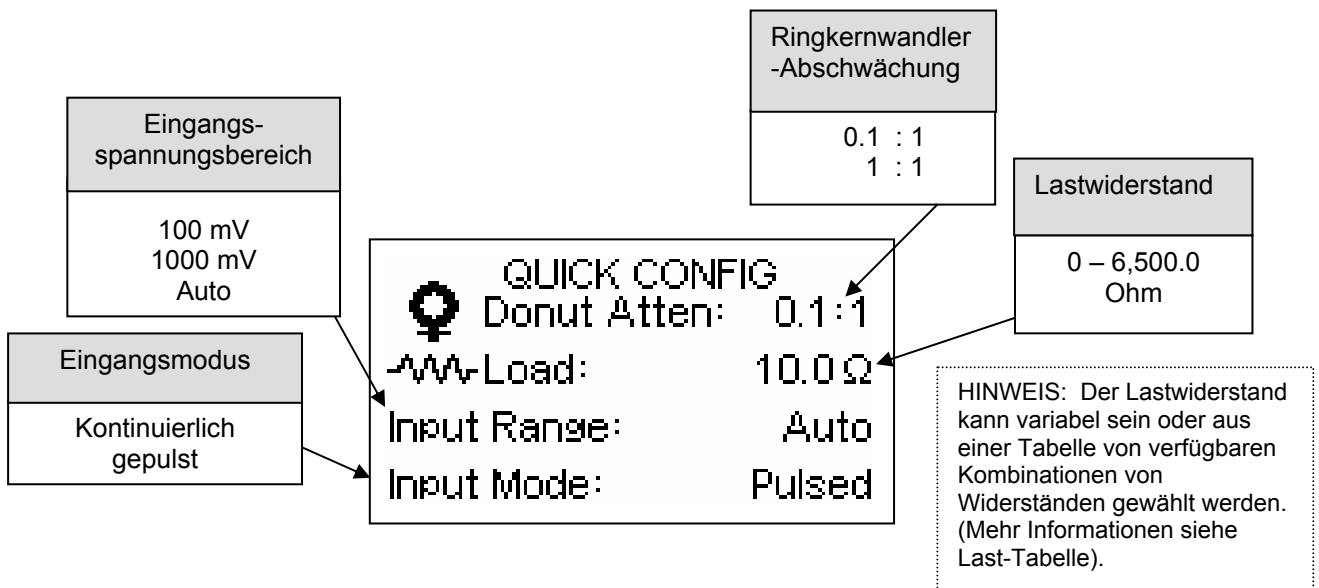 Ringkernwandler
-Abschwächung
0.1 : 1
1 : 1
Eingangs-
spannungsbereich
100 mV
1000 mV
Auto
Lastwiderstand
0 – 6,500.0
Ohm
Eingangsmodus
Kontinuierlich
gepulst
QUICK CONFIG
Donut Atten: 0.1:1
Load: 10.0Ω
Input Range: Auto
Input Mode: Pulsed
HINWEIS: Der Lastwiderstand
kann variabel sein oder aus
einer Tabelle von verfügbaren
Kombinationen von
Widerständen gewählt werden.
(Mehr Informationen siehe
Last-Tabelle).